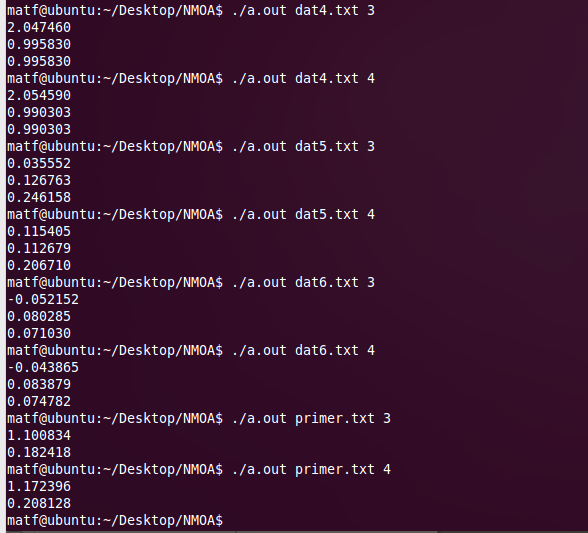 matf@ubuntu:~/Desktop/NMOA$ ./a.out dat4.txt 3
2.047460
0.995830
0.995830
matf@ubuntu:~/Desktop/NMOA$ ./a.out dat4.txt 4
2.054590
0.990303
0.990303
matf@ubuntu:~/Desktop/NMOA$ ./a.out dat5.txt 3
0.035552
0.126763
0.246158
matf@ubuntu:~/Desktop/NMOA$ ./a.out dat5.txt 4
0.115405
0.112679
0.206710
matf@ubuntu:~/Desktop/NMOA$ ./a.out dat6.txt 3
-0.052152
0.080285
0.071030
matf@ubuntu:~/Desktop/NMOA$ ./a.out dat6.txt 4
-0.043865
0.083879
0.074782
matf@ubuntu:~/Desktop/NMOA$ ./a.out primer.txt 3
1.100834
0.182418
matf@ubuntu:~/Desktop/NMOA$ ./a.out primer.txt 4
1.172396
0.208128
matf@ubuntu:~/Desktop/NMOA$